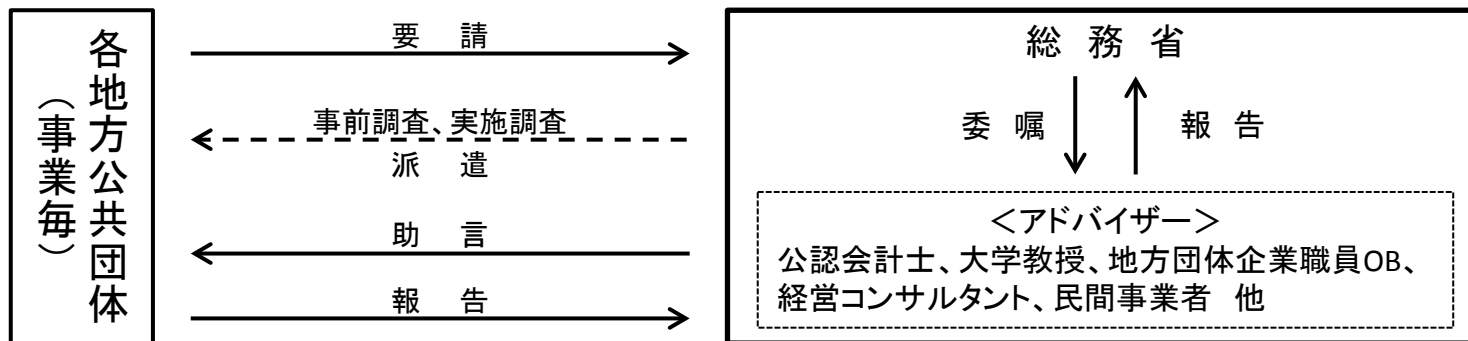 各地方公共団体
（事業毎）
要　請
事前調査、実施調査
派　遣
助　言
報　告
総 務 省
委 嘱
報 告
＜アドバイザー＞
公認会計士、大学教授、地方団体企業職員OB、
経営コンサルタント、民間事業者　他